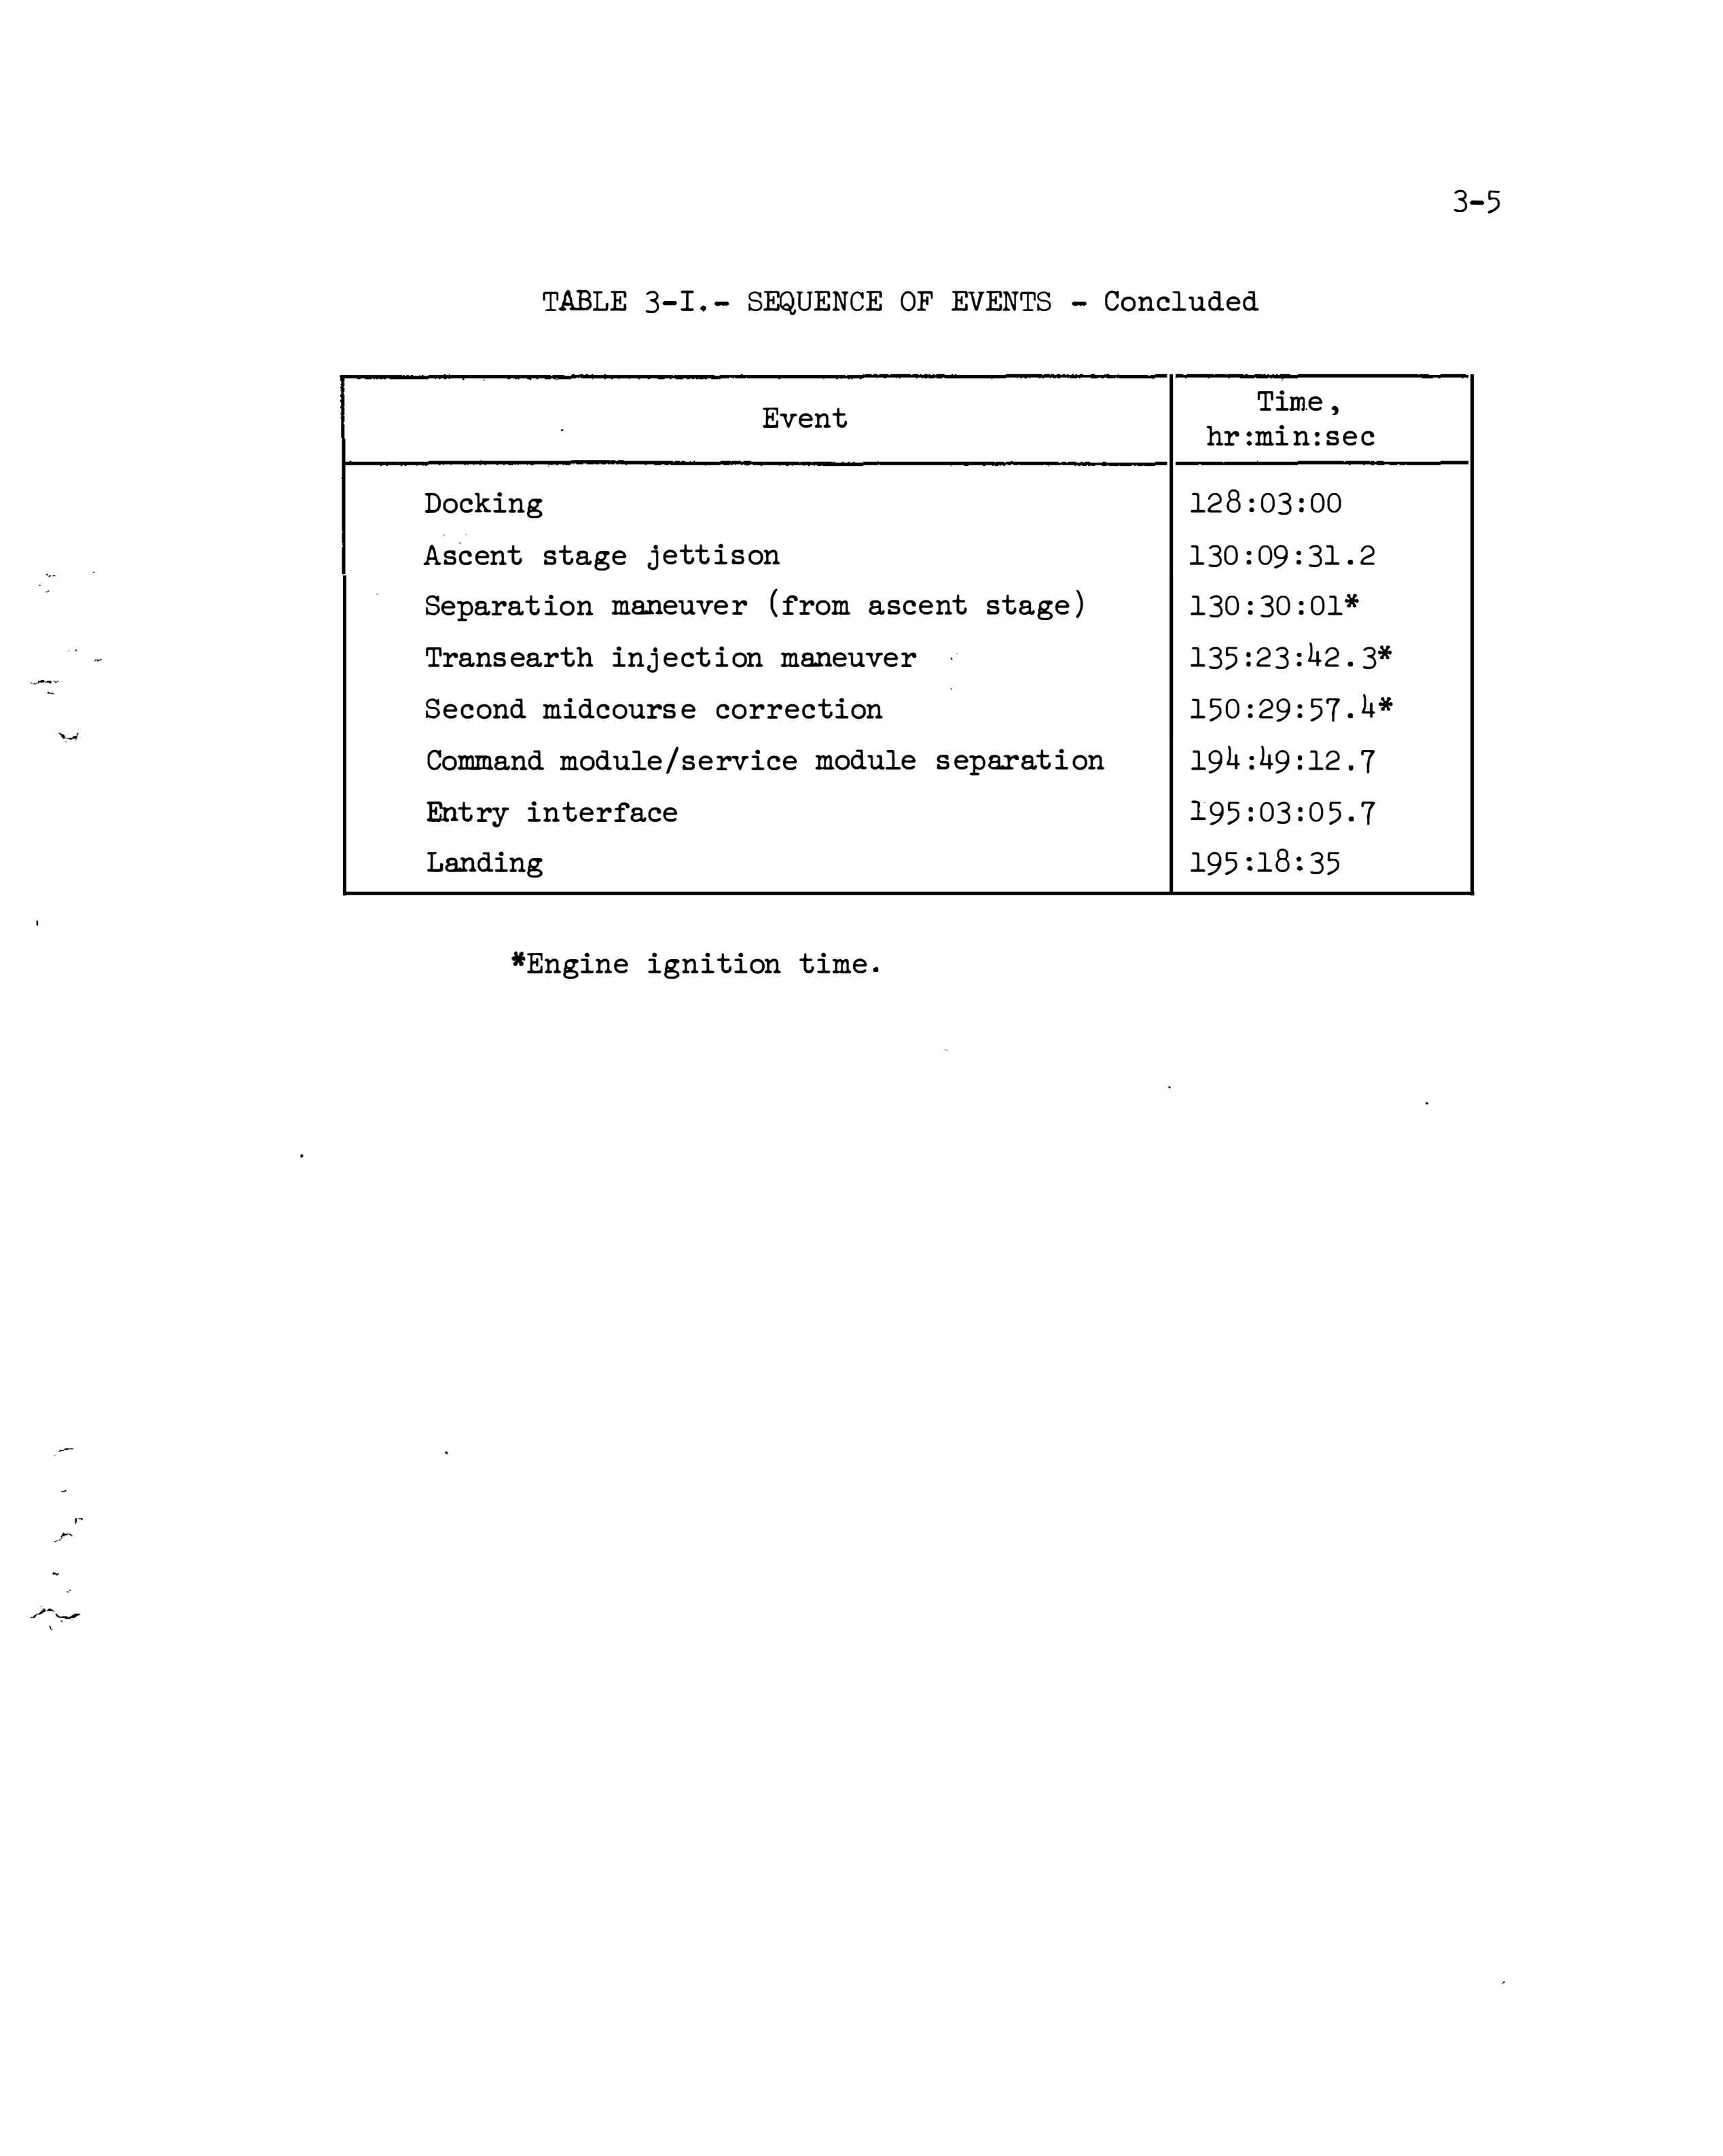 3-5
TABLE 3-I.- SEQUENCE OF EVENTS - Concluded
Event
Time,
hr:min:sec
Docking 128:03:00
Ascent stage jettison 130:09:31.2
Separation maneuver (from ascent stage) 130:30:01*
Transearth injection maneuver 135:23:42.3*
Second midcourse correction 150:29:57.4*
Command module/service module separation 194:49:12.7
Entry interface 195:03:05.7
Landing 195:18:35
*Engine ignition time.